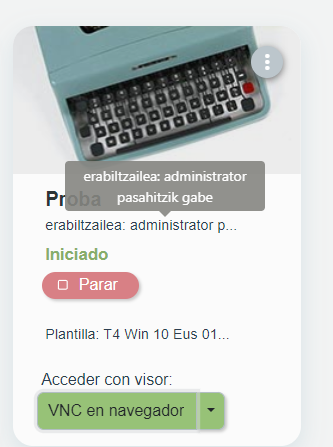 erabiltzailea: administrator
pasahitzik gabe
Proba
erabiltzailea: administrator p...
Iniciado
Parar
Plantilla: T4 Win 10 Eus 01...
Acceder con visor:
VNC en navegador